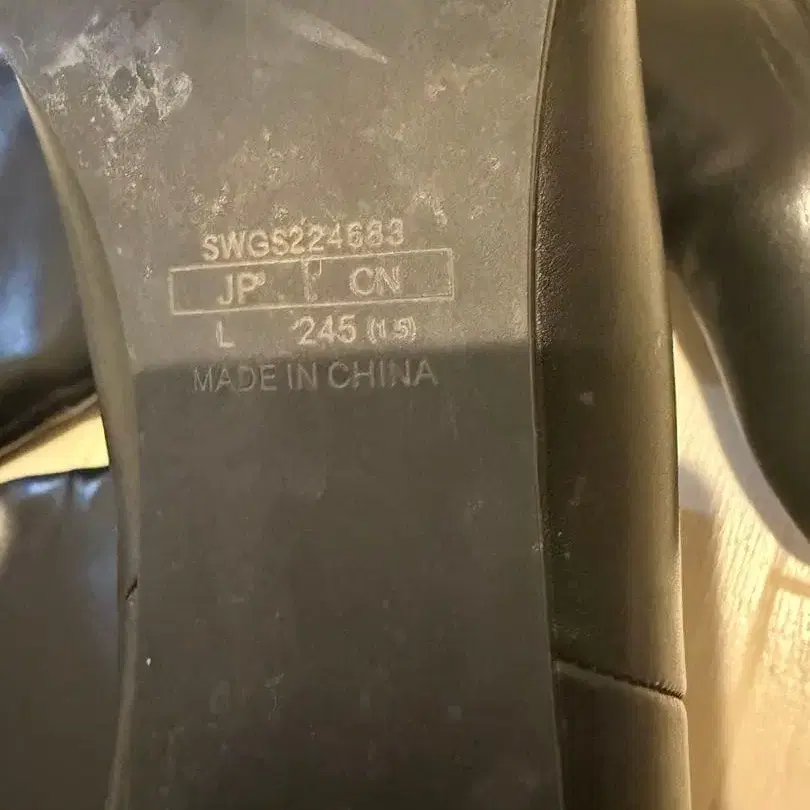 SWGS224683
JP CN
L 245 (1.5)
MADE IN CHINA